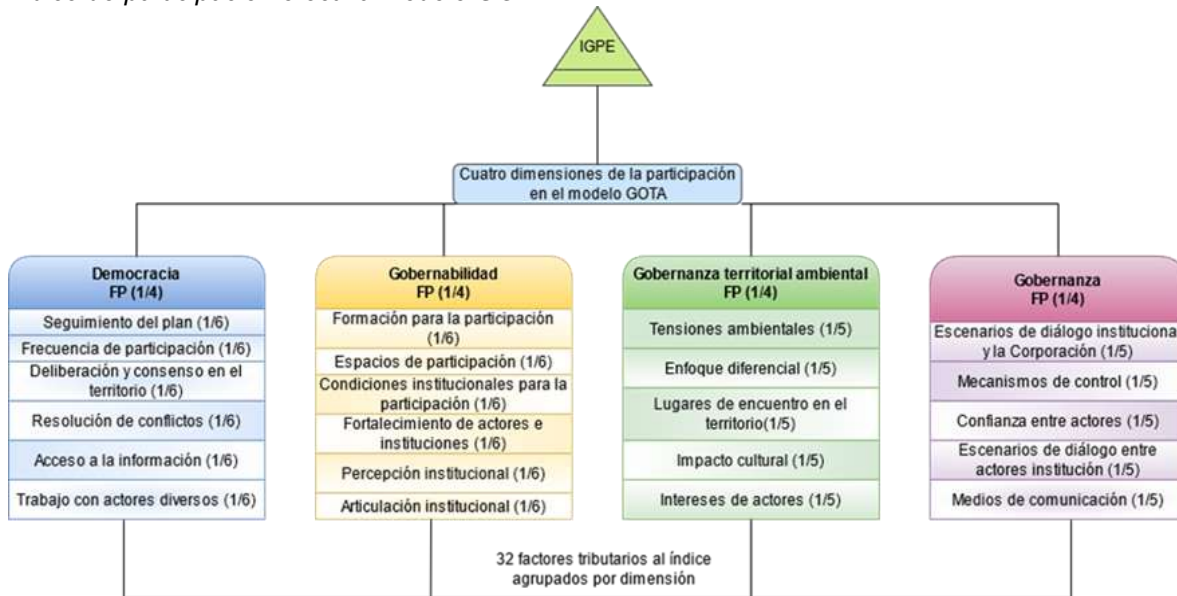 IGPE
Cuatro dimensiones de la participación
en el modelo GOTA
Democracia
FP (1/4)
Seguimiento del plan (1/6)
Frecuencia de participación (1/6)
Deliberación y consenso en el
territorio (1/6)
Resolución de conflictos (1/6)
Acceso a la información (1/6)
Trabajo con actores diversos (1/6)
Gobernabilidad
FP (1/4)
Formación para la participación
(1/6)
Espacios de participación (1/6)
Condiciones institucionales para la
participación (1/6)
Fortalecimiento de actores e
instituciones (1/6)
Percepción institucional (1/6)
Articulación institucional (1/6)
Gobernanza territorial ambiental
FP (1/4)
Tensiones ambientales (1/5)
Enfoque diferencial (1/5)
Lugares de encuentro en el
territorio(1/5)
Impacto cultural (1/5)
Intereses de actores (1/5)
Gobernanza
FP (1/4)
Escenarios de diálogo instituciona
y la Corporación (1/5)
Mecanismos de control (1/5)
Confianza entre actores (1/5)
Escenarios de diálogo entre
actores institución (1/5)
Medios de comunicación (1/5)
32 factores tributarios al índice
agrupados por dimensión